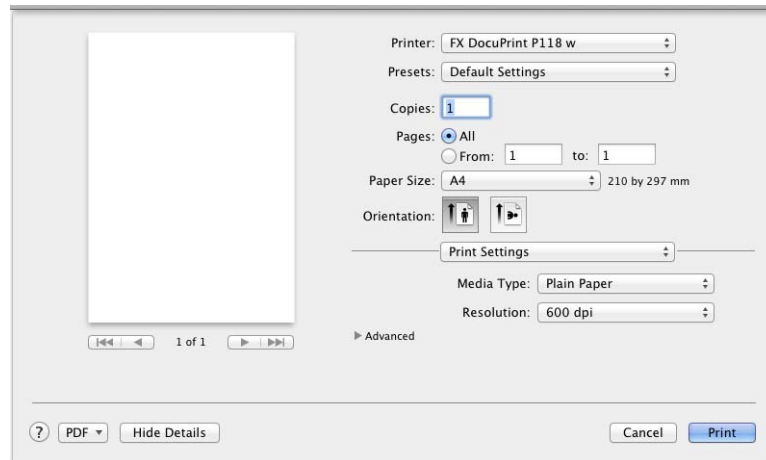 Printer: FX DocuPrint P118 w
Presets: Default Settings
Copies: 1
Pages: All
From: 1 to: 1
Paper Size: A4 210 by 297 mm
Orientation:
Print Settings
Media Type: Plain Paper
Resolution: 600 dpi
1 of 1
Advanced
? PDF Hide Details Cancel Print